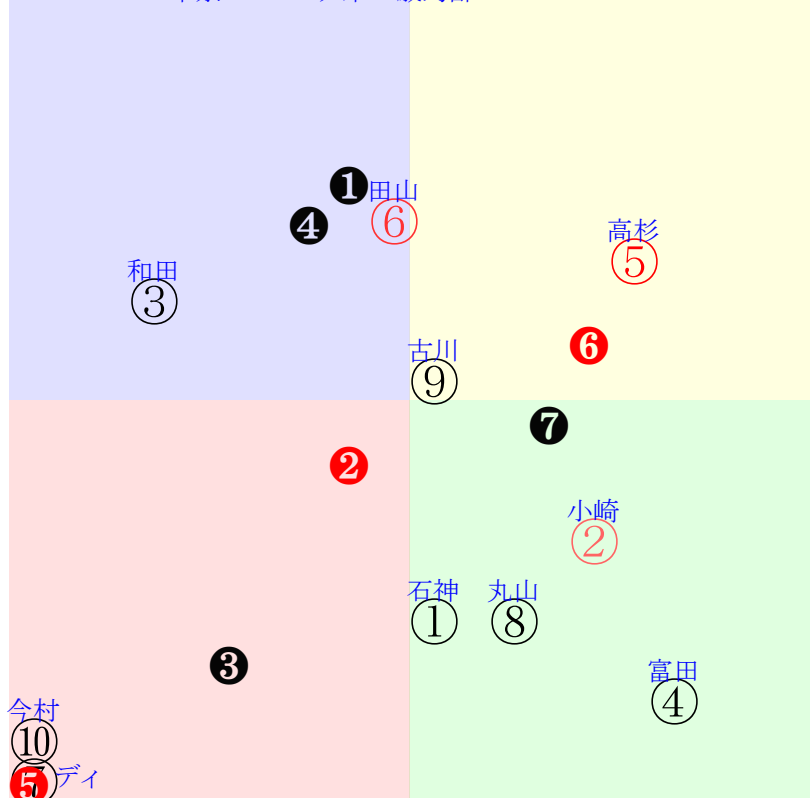 ❶
田山
❹
⑥
高杉
⑤
和田
③
❻
古川
⑨
❼
❷
小崎
②
石神
丸山
①
⑧
❸
富田
④
今村
⑩
ディ
❺